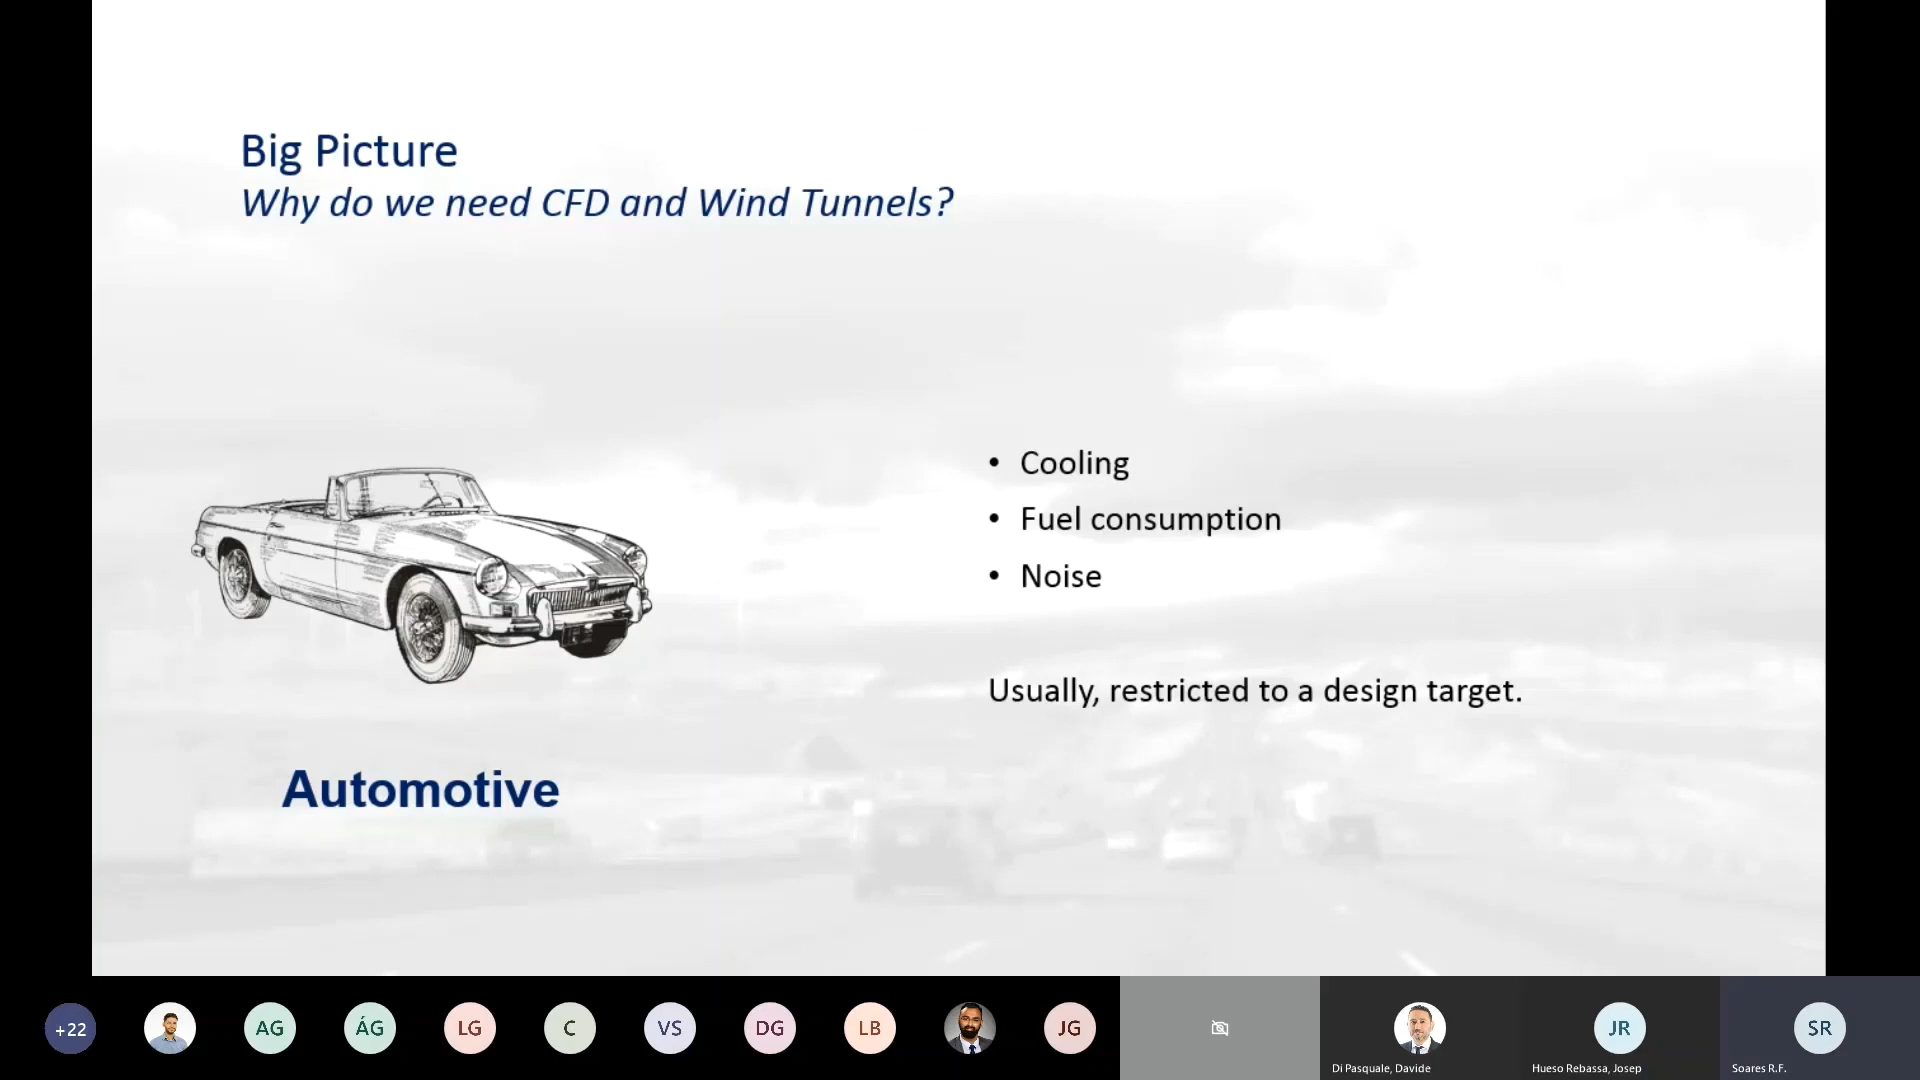 Big Picture
Why do we need CFD and Wind Tunnels?
• Cooling
• Fuel consumption
• Noise
Usually, restricted to a design target.
Automotive
+22
AG
ÁG
LG
C
VS
DG
LB
JG
JR
SR
Di Pasquale, Davide
Hueso Rebassa, Josep
Soares R.F.